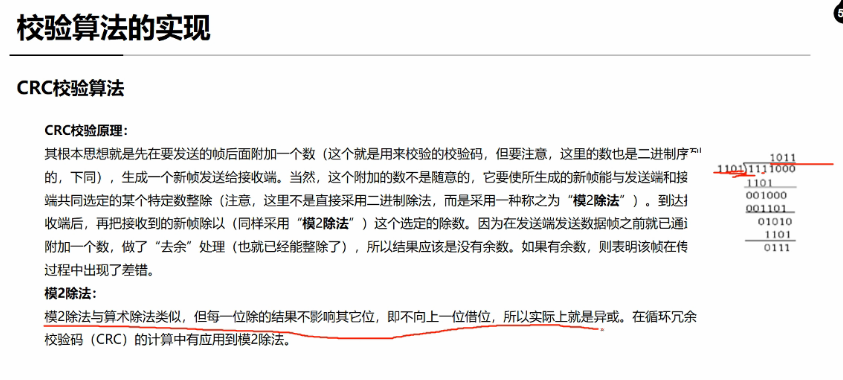 校验算法的实现
CRC校验算法
CRC校验原理：
其根本思想就是先在要发送的帧后面附加一个数（这个就是用来校验的校验码，但要注意，这里的数也是二进制序列
的，下同），生成一个新帧发送给接收端。当然，这个附加的数不是随意的，它要使所生成的新帧能与发送端和接
端共同选定的某个特定数整除（注意，这里不是直接采用二进制除法，而是采用一种称之为“模2除法”）。到达接
收端后，再把接收到的新帧除以（同样采用“模2除法”）这个选定的除数。因为在发送端发送数据帧之前就已通过
附加一个数，做了“去余”处理（也就已经能整除了），所以结果应该是没有余数。如果有余数，则表明该帧在传
过程中出现了差错。
模2除法：
模2除法与算术除法类似，但每一位除的结果不影响其它位，即不向上一位借位，所以实际上就是异或。在循环冗余
校验码（CRC）的计算中有应用到模2除法。
1011
1101 1111000
1101
001000
001101
01010
1101
0111
5